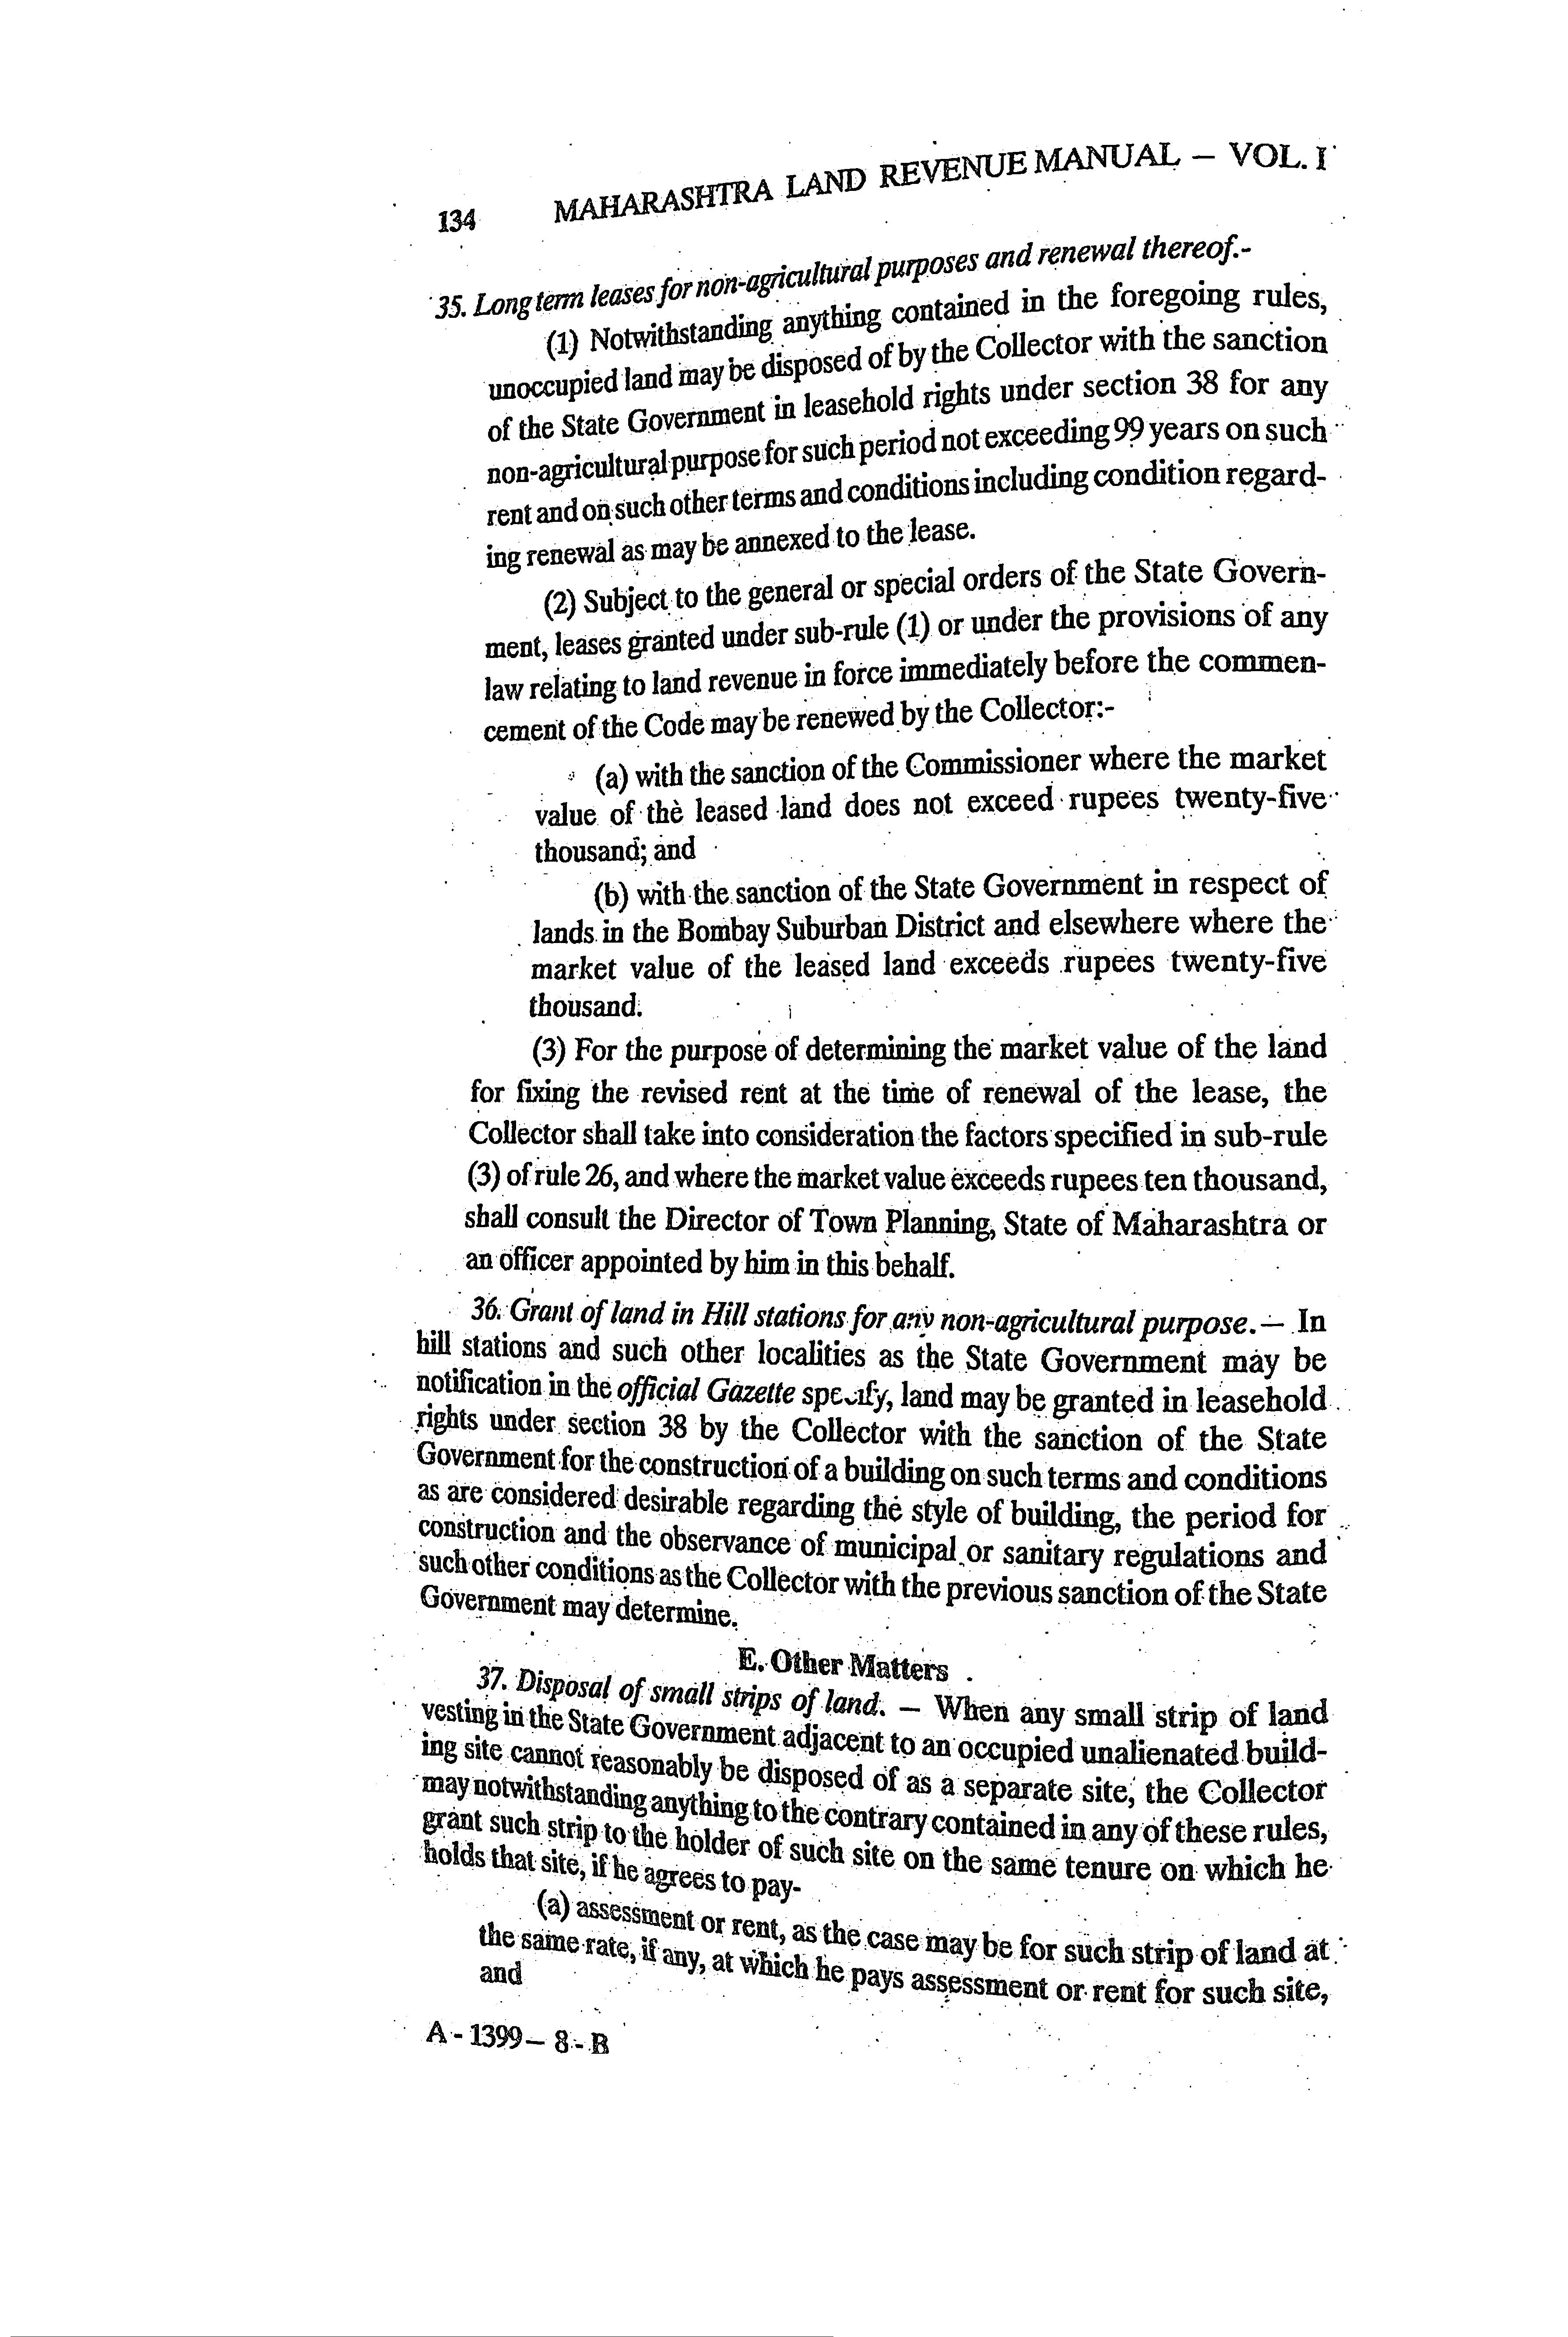 134 MAHARASHTRA LAND REVENUE MANUAL – VOL. I
35. Long term leases for non-agricultural purposes and renewal thereof.-
(1) Notwithstanding anything contained in the foregoing rules,
unoccupied land may be disposed of by the Collector with the sanction
of the State Government in leasehold rights under section 38 for any
non-agricultural purpose for such period not exceeding 99 years on such
rent and on such other terms and conditions including condition regard-
ing renewal as may be annexed to the lease.
(2) Subject to the general or special orders of the State Govern-
ment, leases granted under sub-rule (1) or under the provisions of any
law relating to land revenue in force immediately before the commen-
cement of the Code may be renewed by the Collector:-
(a) with the sanction of the Commissioner where the market
value of the leased land does not exceed rupees twenty-five
thousand; and
(b) with the sanction of the State Government in respect of
lands in the Bombay Suburban District and elsewhere where the
market value of the leased land exceeds rupees twenty-five
thousand.
(3) For the purpose of determining the market value of the land
for fixing the revised rent at the time of renewal of the lease, the
Collector shall take into consideration the factors specified in sub-rule
(3) of rule 26, and where the market value exceeds rupees ten thousand,
shall consult the Director of Town Planning, State of Maharashtra or
an officer appointed by him in this behalf.
36. Grant of land in Hill stations for any non-agricultural purpose. – In
hill stations and such other localities as the State Government may be
notification in the official Gazette specify, land may be granted in leasehold
rights under section 38 by the Collector with the sanction of the State
Government for the construction of a building on such terms and conditions
as are considered desirable regarding the style of building, the period for
construction and the observance of municipal or sanitary regulations and
such other conditions as the Collector with the previous sanction of the State
Government may determine.
E. Other Matters
37. Disposal of small strips of land. – When any small strip of land
vesting in the State Government adjacent to an occupied unalienated build-
ing site cannot reasonably be disposed of as a separate site, the Collector
may notwithstanding anything to the contrary contained in any of these rules,
grant such strip to the holder of such site on the same tenure on which he
holds that site, if he agrees to pay-
(a) assessment or rent, as the case may be for such strip of land at
the same rate, if any, at which he pays assessment or rent for such site,
and
A - 1399 – 8 - B